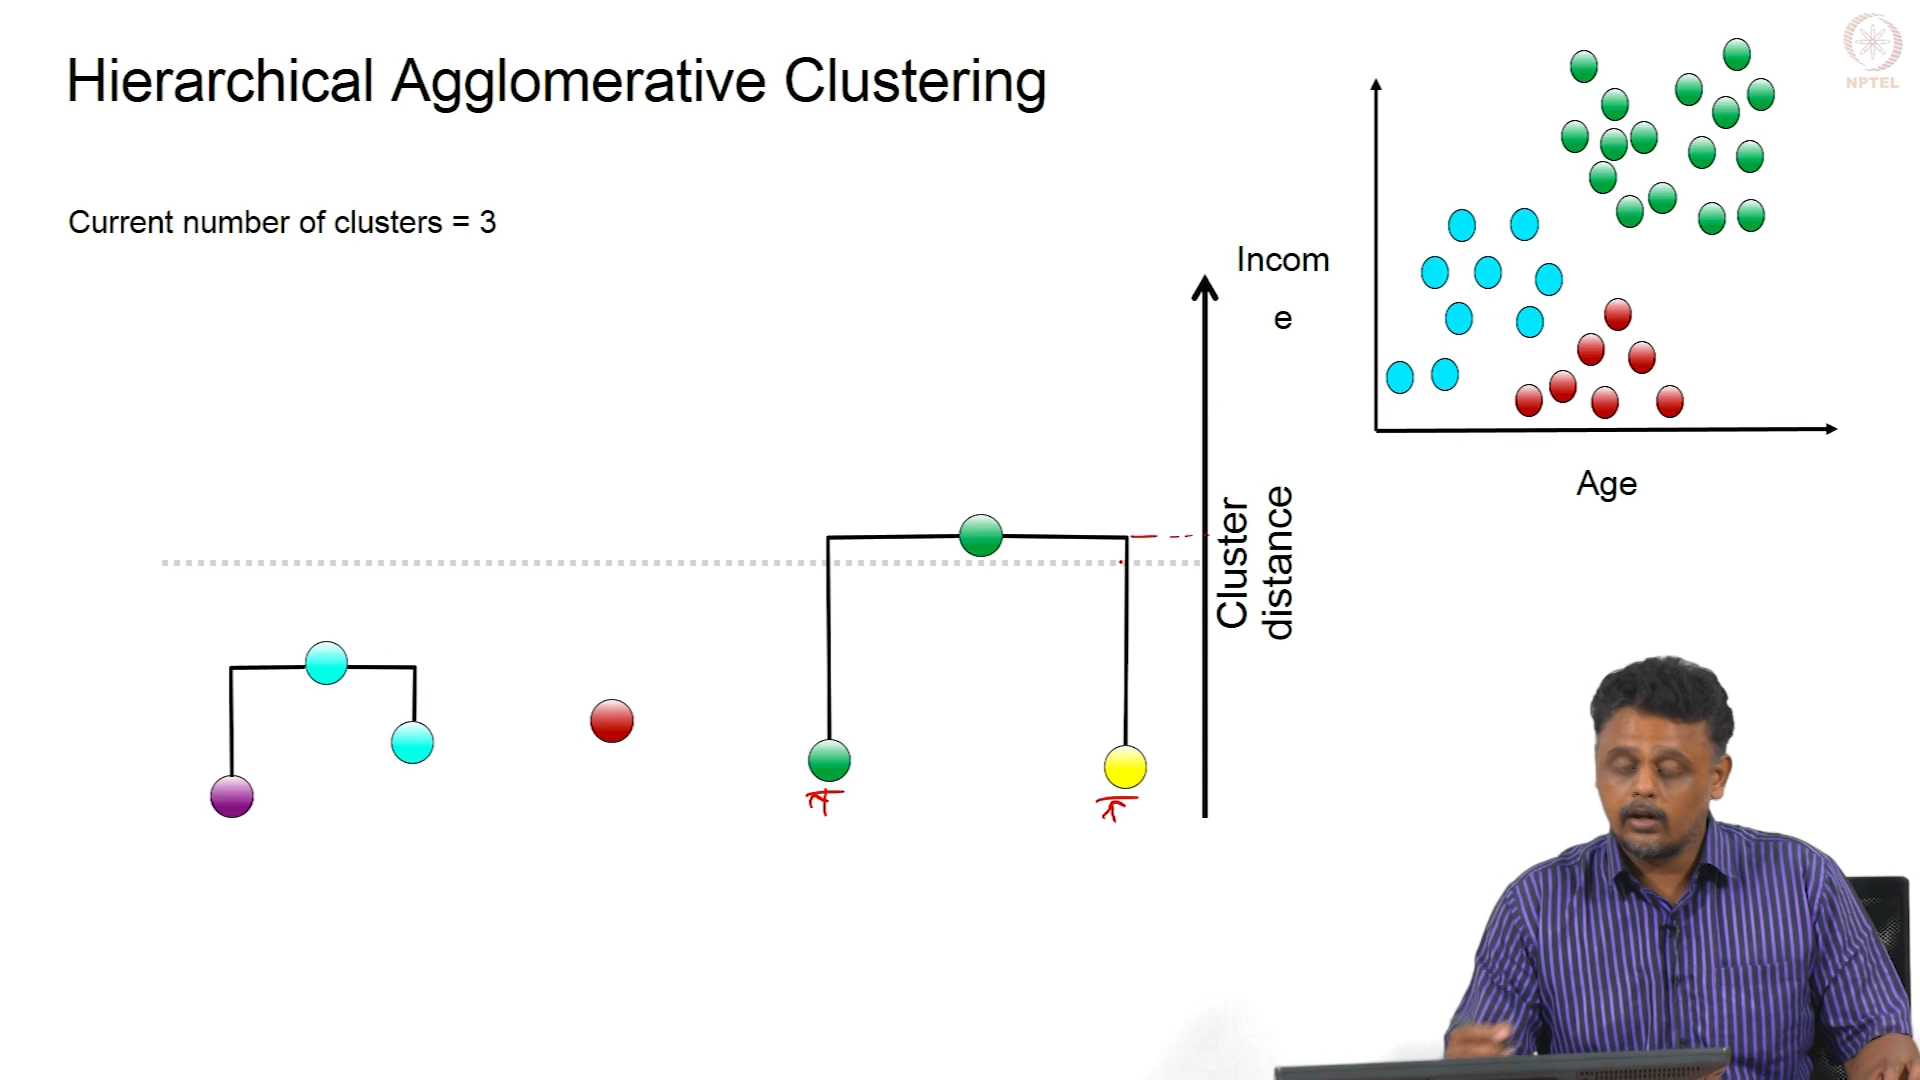 Hierarchical Agglomerative Clustering
NPTEL
Current number of clusters = 3
Incom
e
Cluster
distance
Age